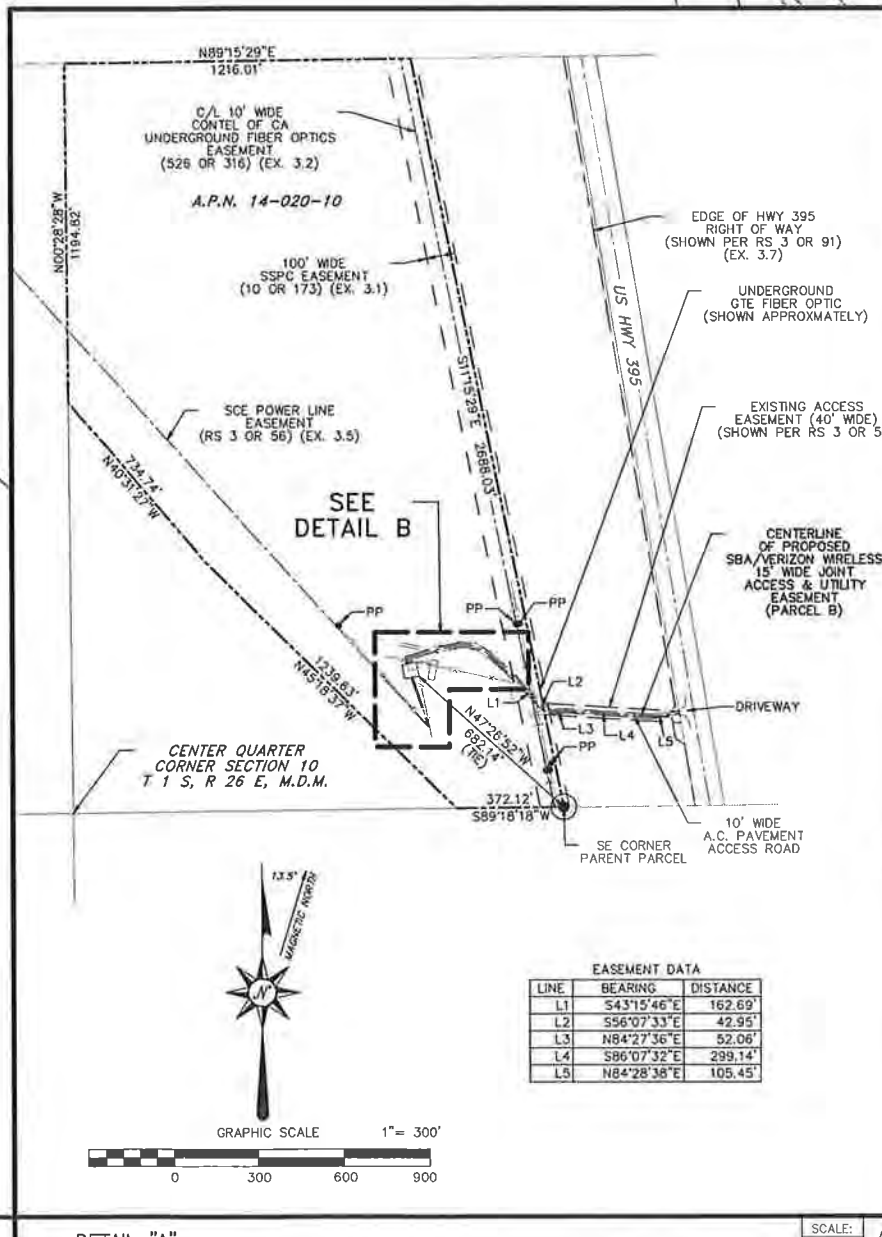 N89°15'29"E
1216.01'
C/L 10' WIDE
CONTEL OF CA
UNDERGROUND FIBER OPTICS
EASEMENT
(526 OR 316) (EX. 3.2)
A.P.N. 14-020-10
N00°28'28"W
1194.82'
100' WIDE
SSPC EASEMENT
(10 OR 173) (EX. 3.1)
EDGE OF HWY 395
RIGHT OF WAY
(SHOWN PER RS 3 OR 91)
(EX. 3.7)
US HWY 395
UNDERGROUND
GTE FIBER OPTIC
(SHOWN APPROXMATELY)
S11°15'29"E 2688.03'
SCE POWER LINE
EASEMENT
(RS 3 OR 56) (EX. 3.5)
EXISTING ACCESS
EASEMENT (40' WIDE)
(SHOWN PER RS 3 OR 5
734.74'
N40°31'27"W
SEE
DETAIL B
CENTERLINE
OF PROPOSED
SBA/VERIZON WIRELESS
15' WIDE JOINT
ACCESS & UTILITY
EASEMENT
(PARCEL B)
PP
PP
PP
1239.63'
N45°18'37"W
L1
L2
L3
L4
L5
DRIVEWAY
N47°26'52"W
682.14'
(TIE)
PP
CENTER QUARTER
CORNER SECTION 10
T 1 S, R 26 E, M.D.M.
372.12'
S89°18'18"W
SE CORNER
PARENT PARCEL
10' WIDE
A.C. PAVEMENT
ACCESS ROAD
13.5°
MAGNETIC NORTH
N
EASEMENT DATA
LINE BEARING DISTANCE
L1 S43°15'46"E 162.69'
L2 S56°07'33"E 42.95'
L3 N84°27'36"E 52.06'
L4 S86°07'32"E 299.14'
L5 N84°28'38"E 105.45'
GRAPHIC SCALE 1"= 300'
0 300 600 900
SCALE:
DETAIL "A"